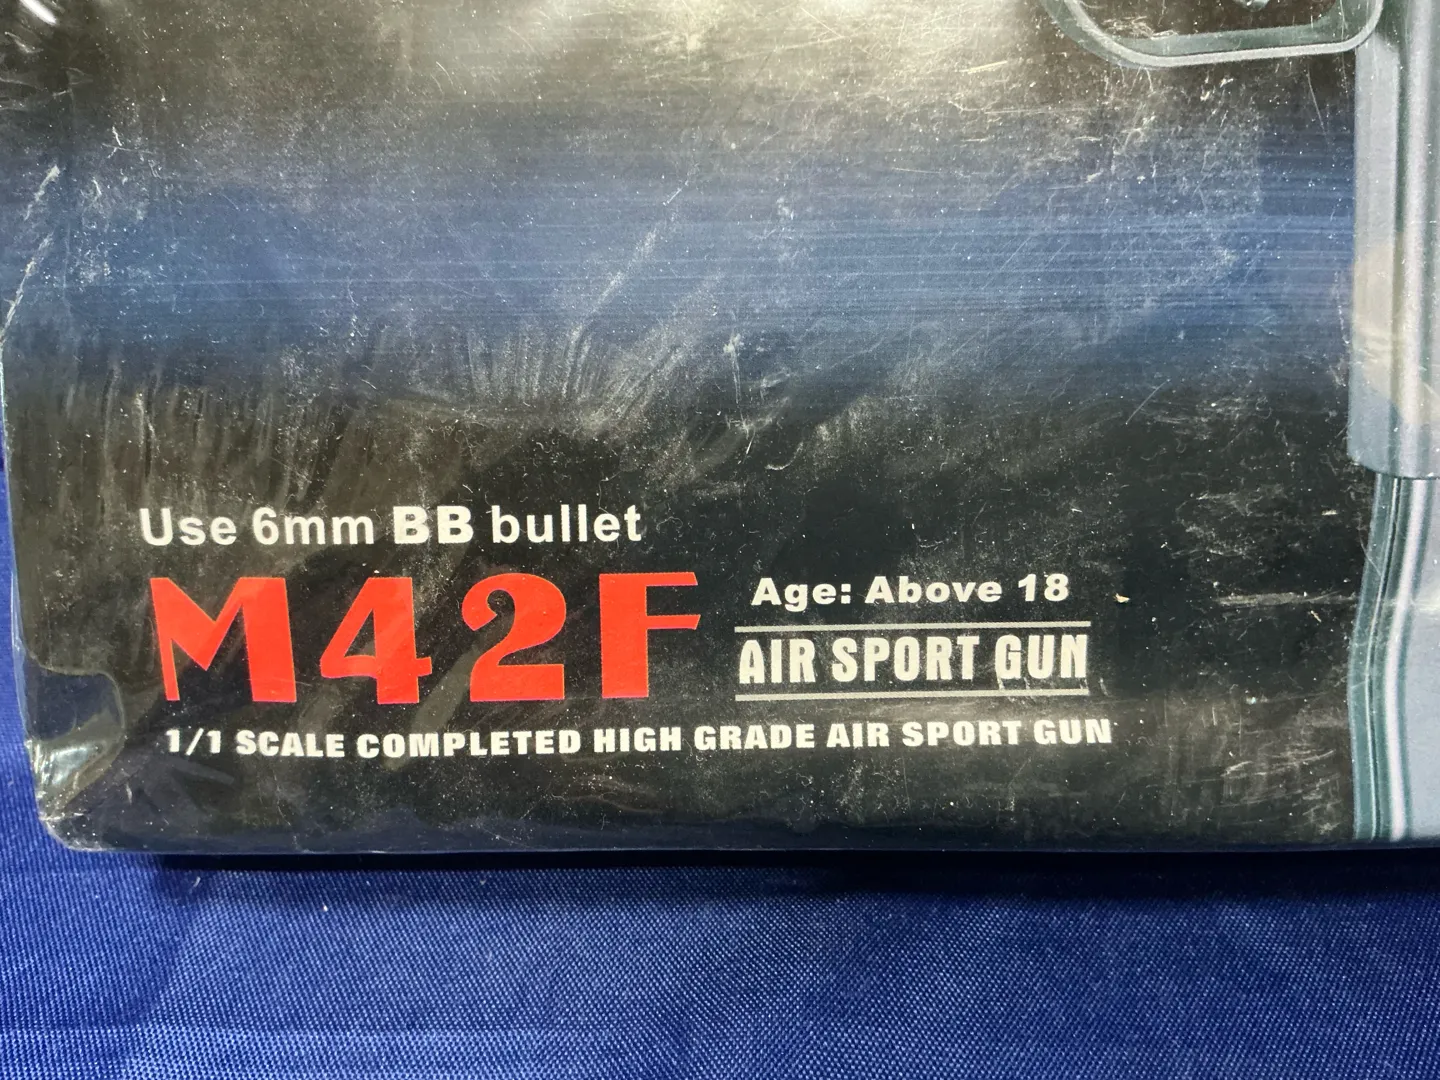 Use 6mm BB bullet
M42F
Age: Above 18
AIR SPORT GUN
1/1 SCALE COMPLETED HIGH GRADE AIR SPORT GUN